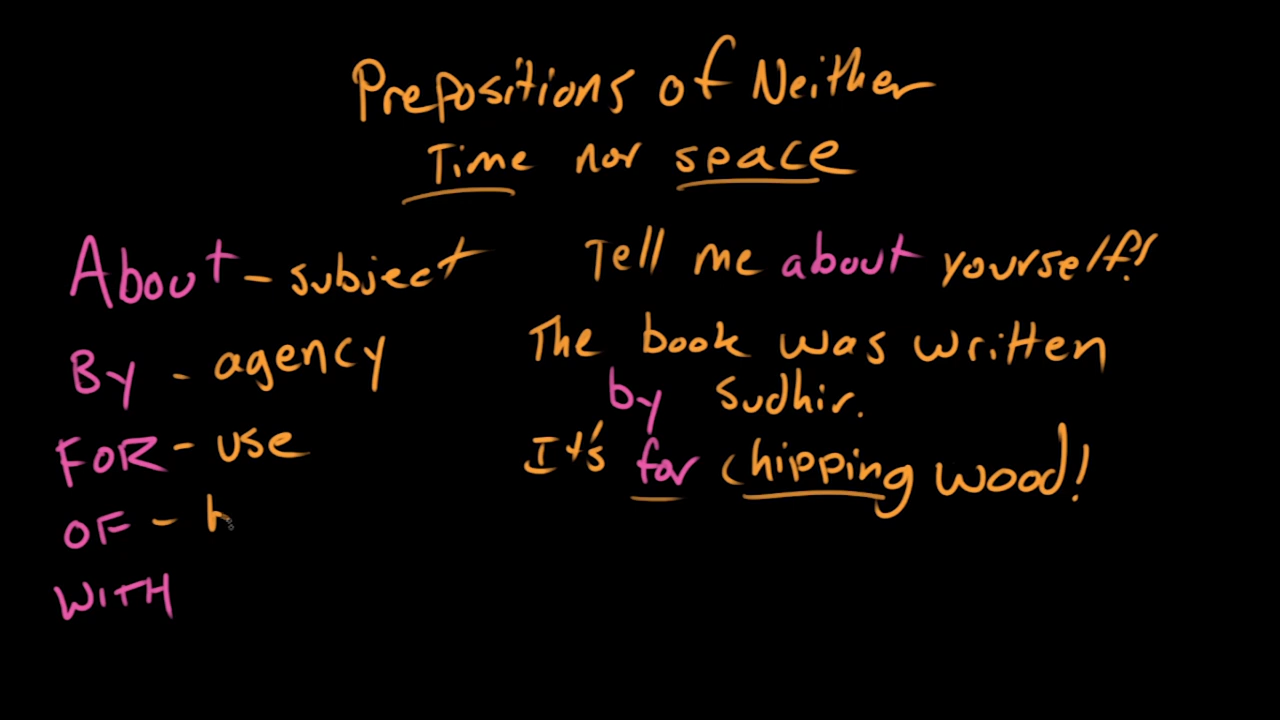 Prepositions of Neither
Time nor space
About - subject
Tell me about yourself!
By - agency
The book was written
by Sudhir.
FOR - use
It's for chipping wood!
OF -
WITH